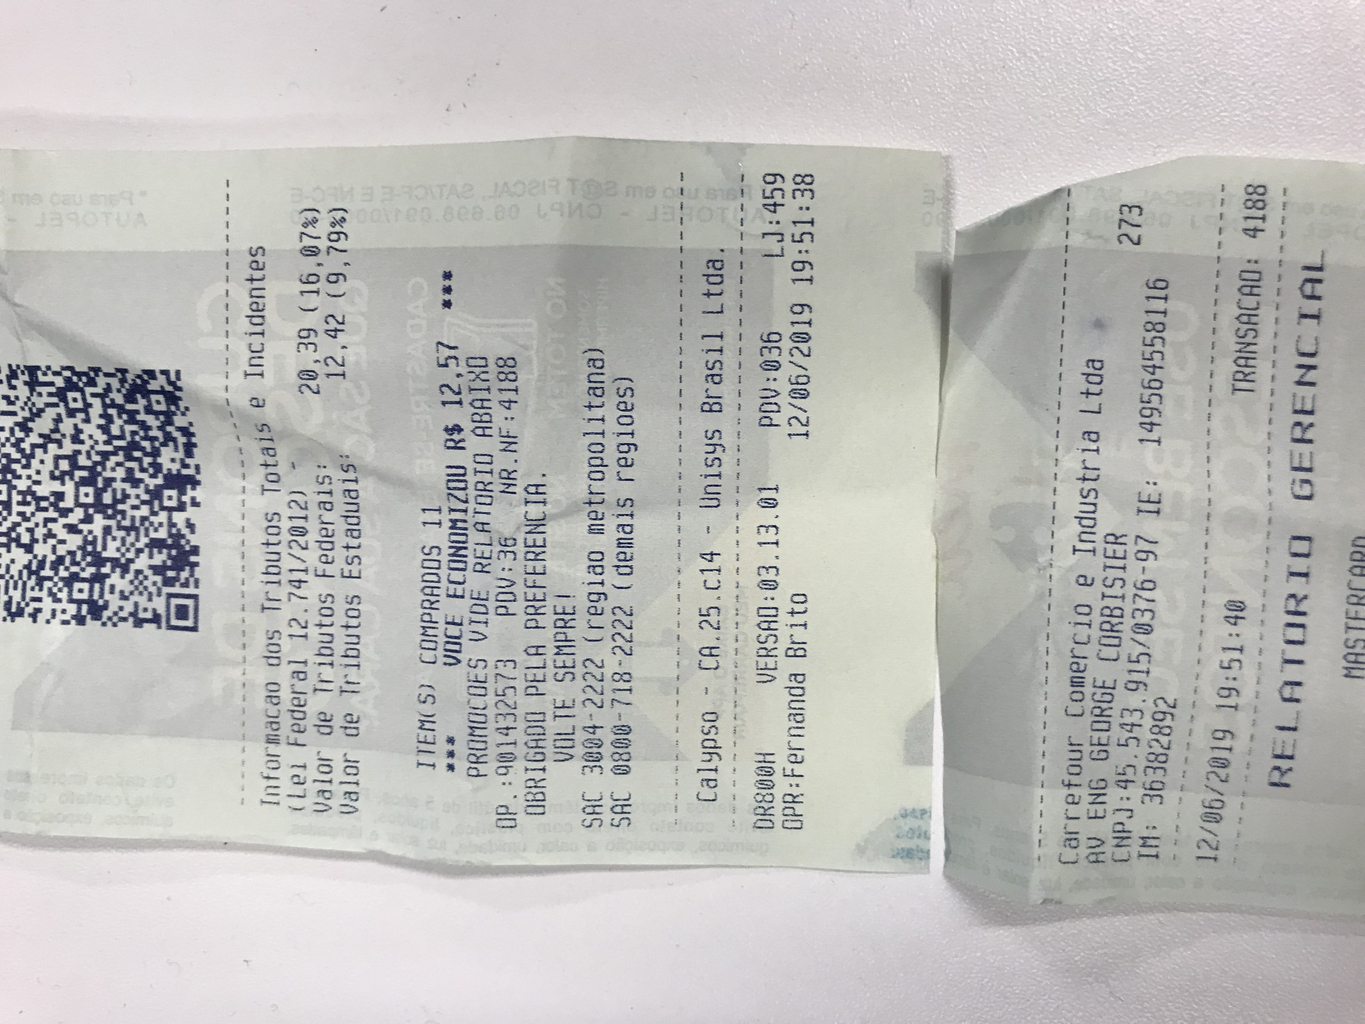 Informacao dos Tributos Totais e Incidentes
(Lei Federal 12.741/2012) -
Valor de Tributos Federais: 20,39 (16,07%)
Valor de Tributos Estaduais: 12,42 (9,79%)
ITEM(S) COMPRADOS 11
*** VOCE ECONOMIZOU R$ 12,57 ***
PROMOCOES VIDE RELATORIO ABAIXO
OP.:901432573 PDV:36 NR.NF:4188
OBRIGADO PELA PREFERENCIA.
VOLTE SEMPRE!
SAC 3004-2222 (regiao metropolitana)
SAC 0800-718-2222 (demais regioes)
Calypso - CA.25.c14 - Unisys Brasil Ltda.
DR800H VERSAO:03.13.01 PDV:036 LJ:459
OPR:Fernanda Brito 12/06/2019 19:51:38
Carrefour Comercio e Industria Ltda
AV ENG GEORGE CORBISIER 273
CNPJ:45.543.915/0376-97 IE: 149564558116
IM: 36382892
12/06/2019 19:51:40 TRANSACAO: 4188
RELATORIO GERENCIAL
MASTERCARD